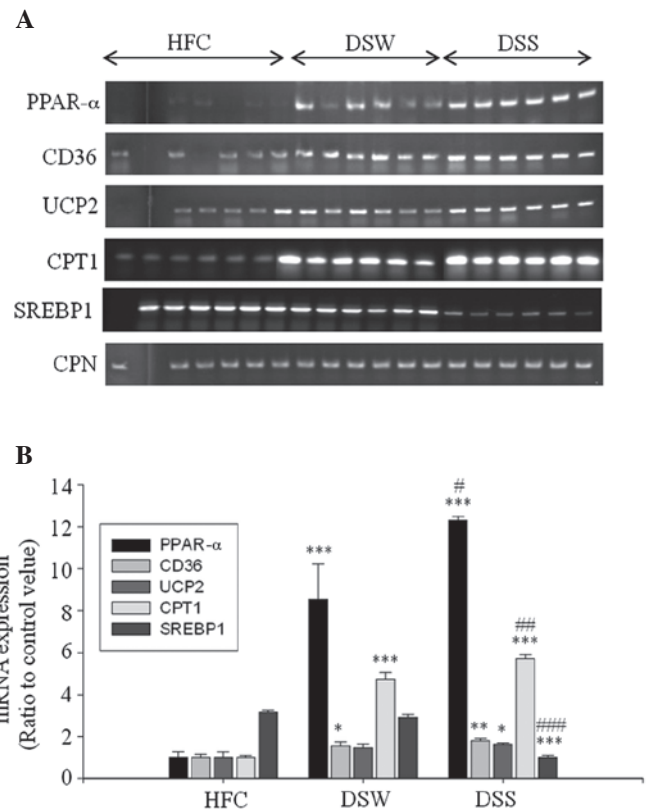 A
HFC DSW DSS
PPAR-α
CD36
UCP2
CPT1
SREBP1
CPN
B
mRNA expression
(Ratio to control velue)
14
12
10
8
6
4
2
0
PPAR-α
CD36
UCP2
CPT1
SREBP1
***
*
***
#
***
**
*
##
***
###
***
HFC DSW DSS